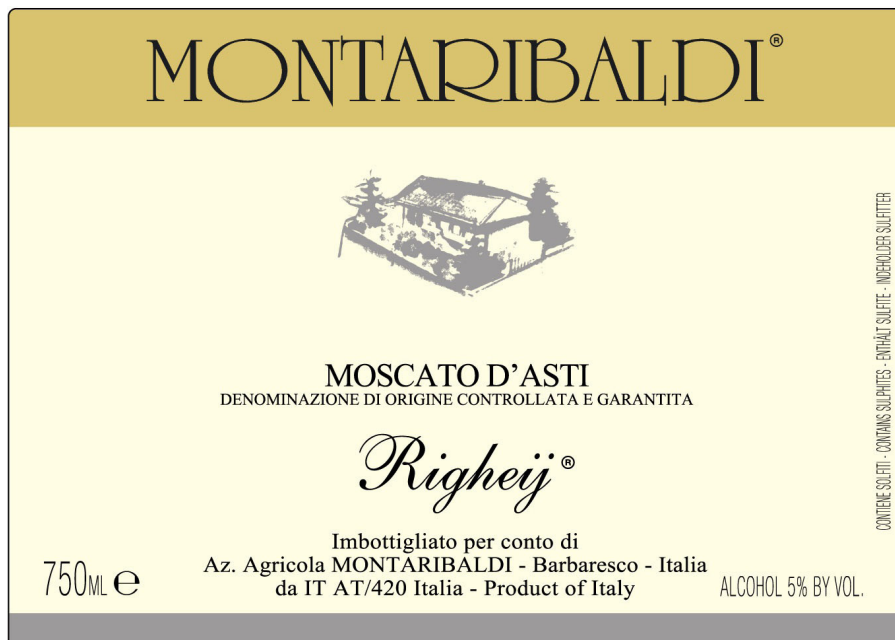 MONTARIBALDI®
MOSCATO D'ASTI
DENOMINAZIONE DI ORIGINE CONTROLLATA E GARANTITA
Righeij®
Imbottigliato per conto di
Az. Agricola MONTARIBALDI - Barbaresco - Italia
da IT AT/420 Italia - Product of Italy
750ML ℮
ALCOHOL 5% BY VOL.
CONTIENE SOLFITI - CONTAINS SULPHITES - ENTHÄLT SULFITE - INDEHOLDER SULFITTER